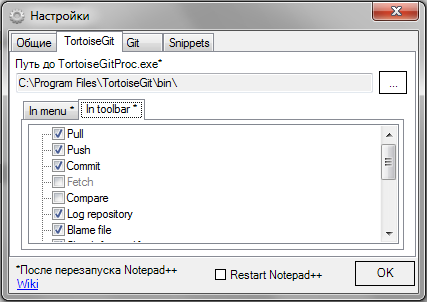 Настройки
Общие TortoiseGit Git Snippets
Путь до TortoiseGitProc.exe*
C:\Program Files\TortoiseGit\bin\ ...
In menu * In toolbar *
Pull
Push
Commit
Fetch
Compare
Log repository
Blame file
*После перезапуска Notepad++ Restart Notepad++ OK
Wiki